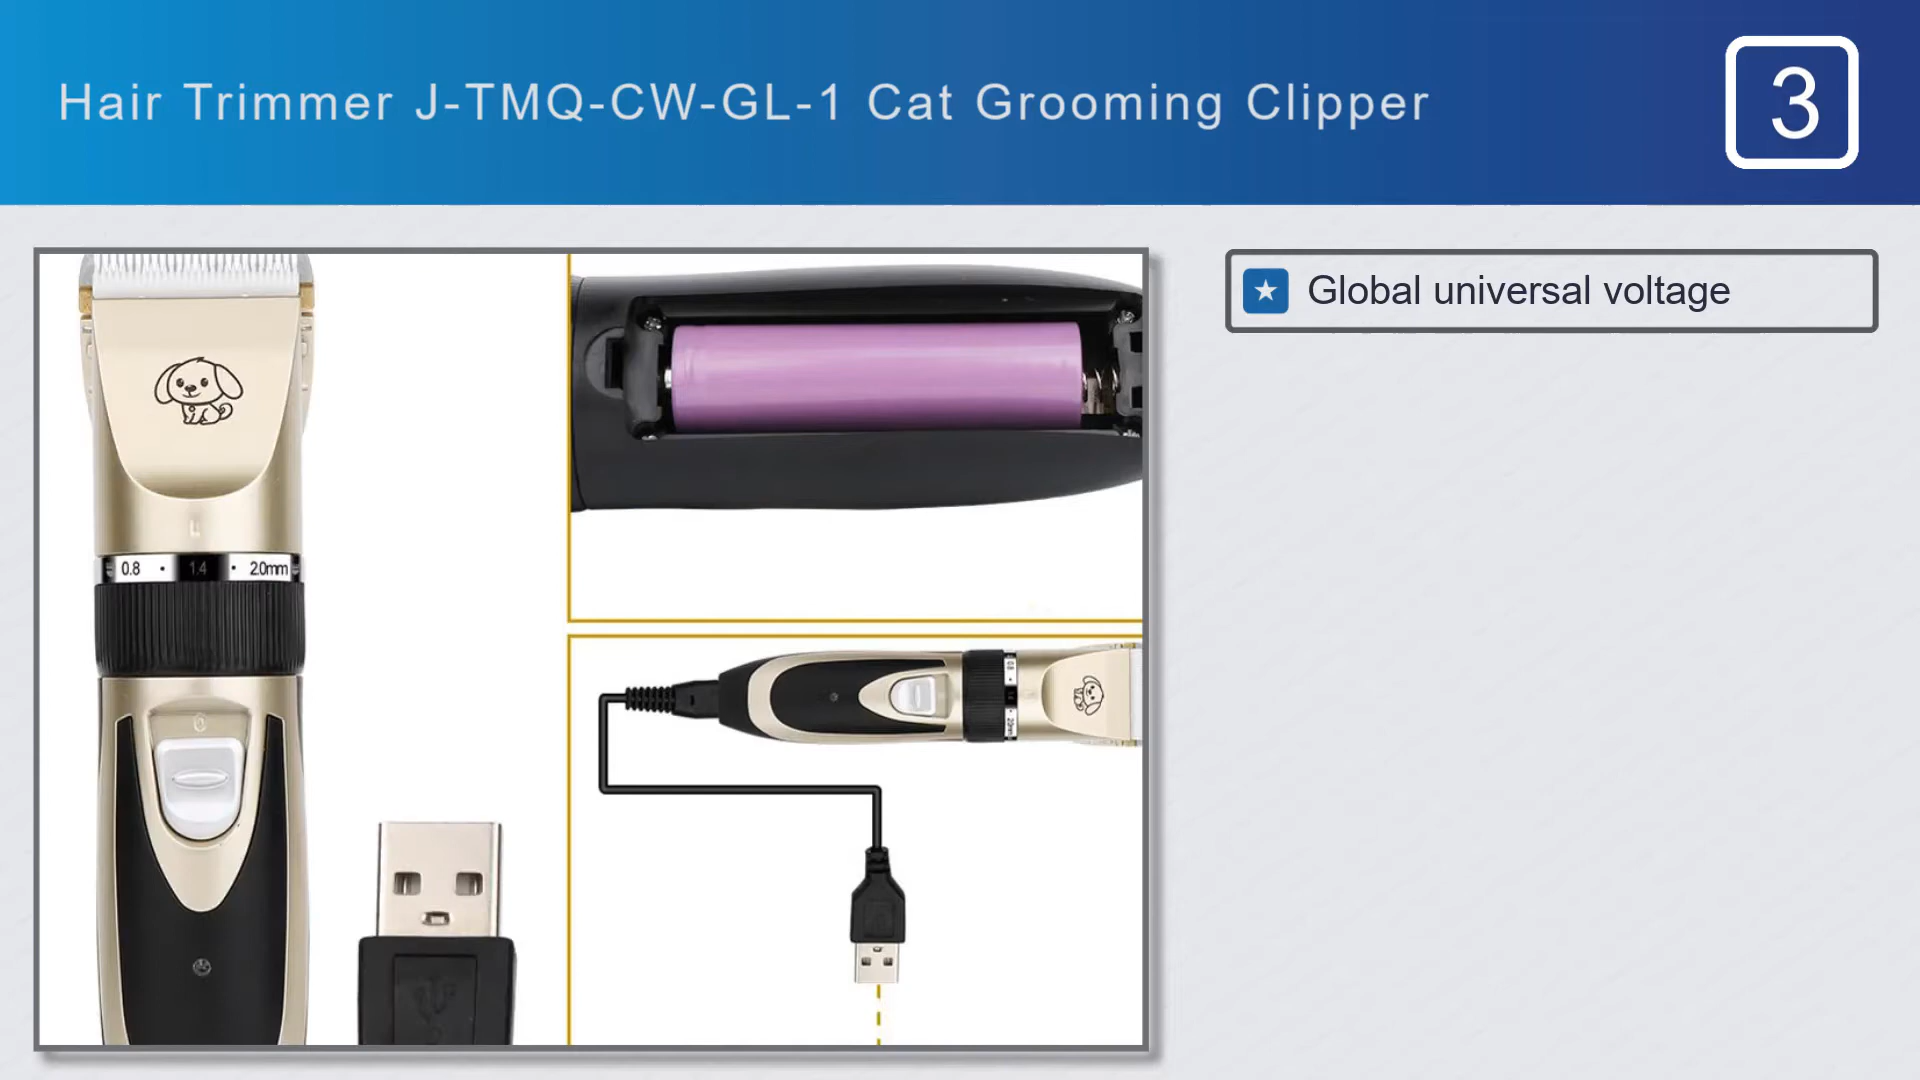 Hair Trimmer J-TMQ-CW-GL-1 Cat Grooming Clipper
3
Global universal voltage
L
0.8 • 1.4 • 2.0mm
0